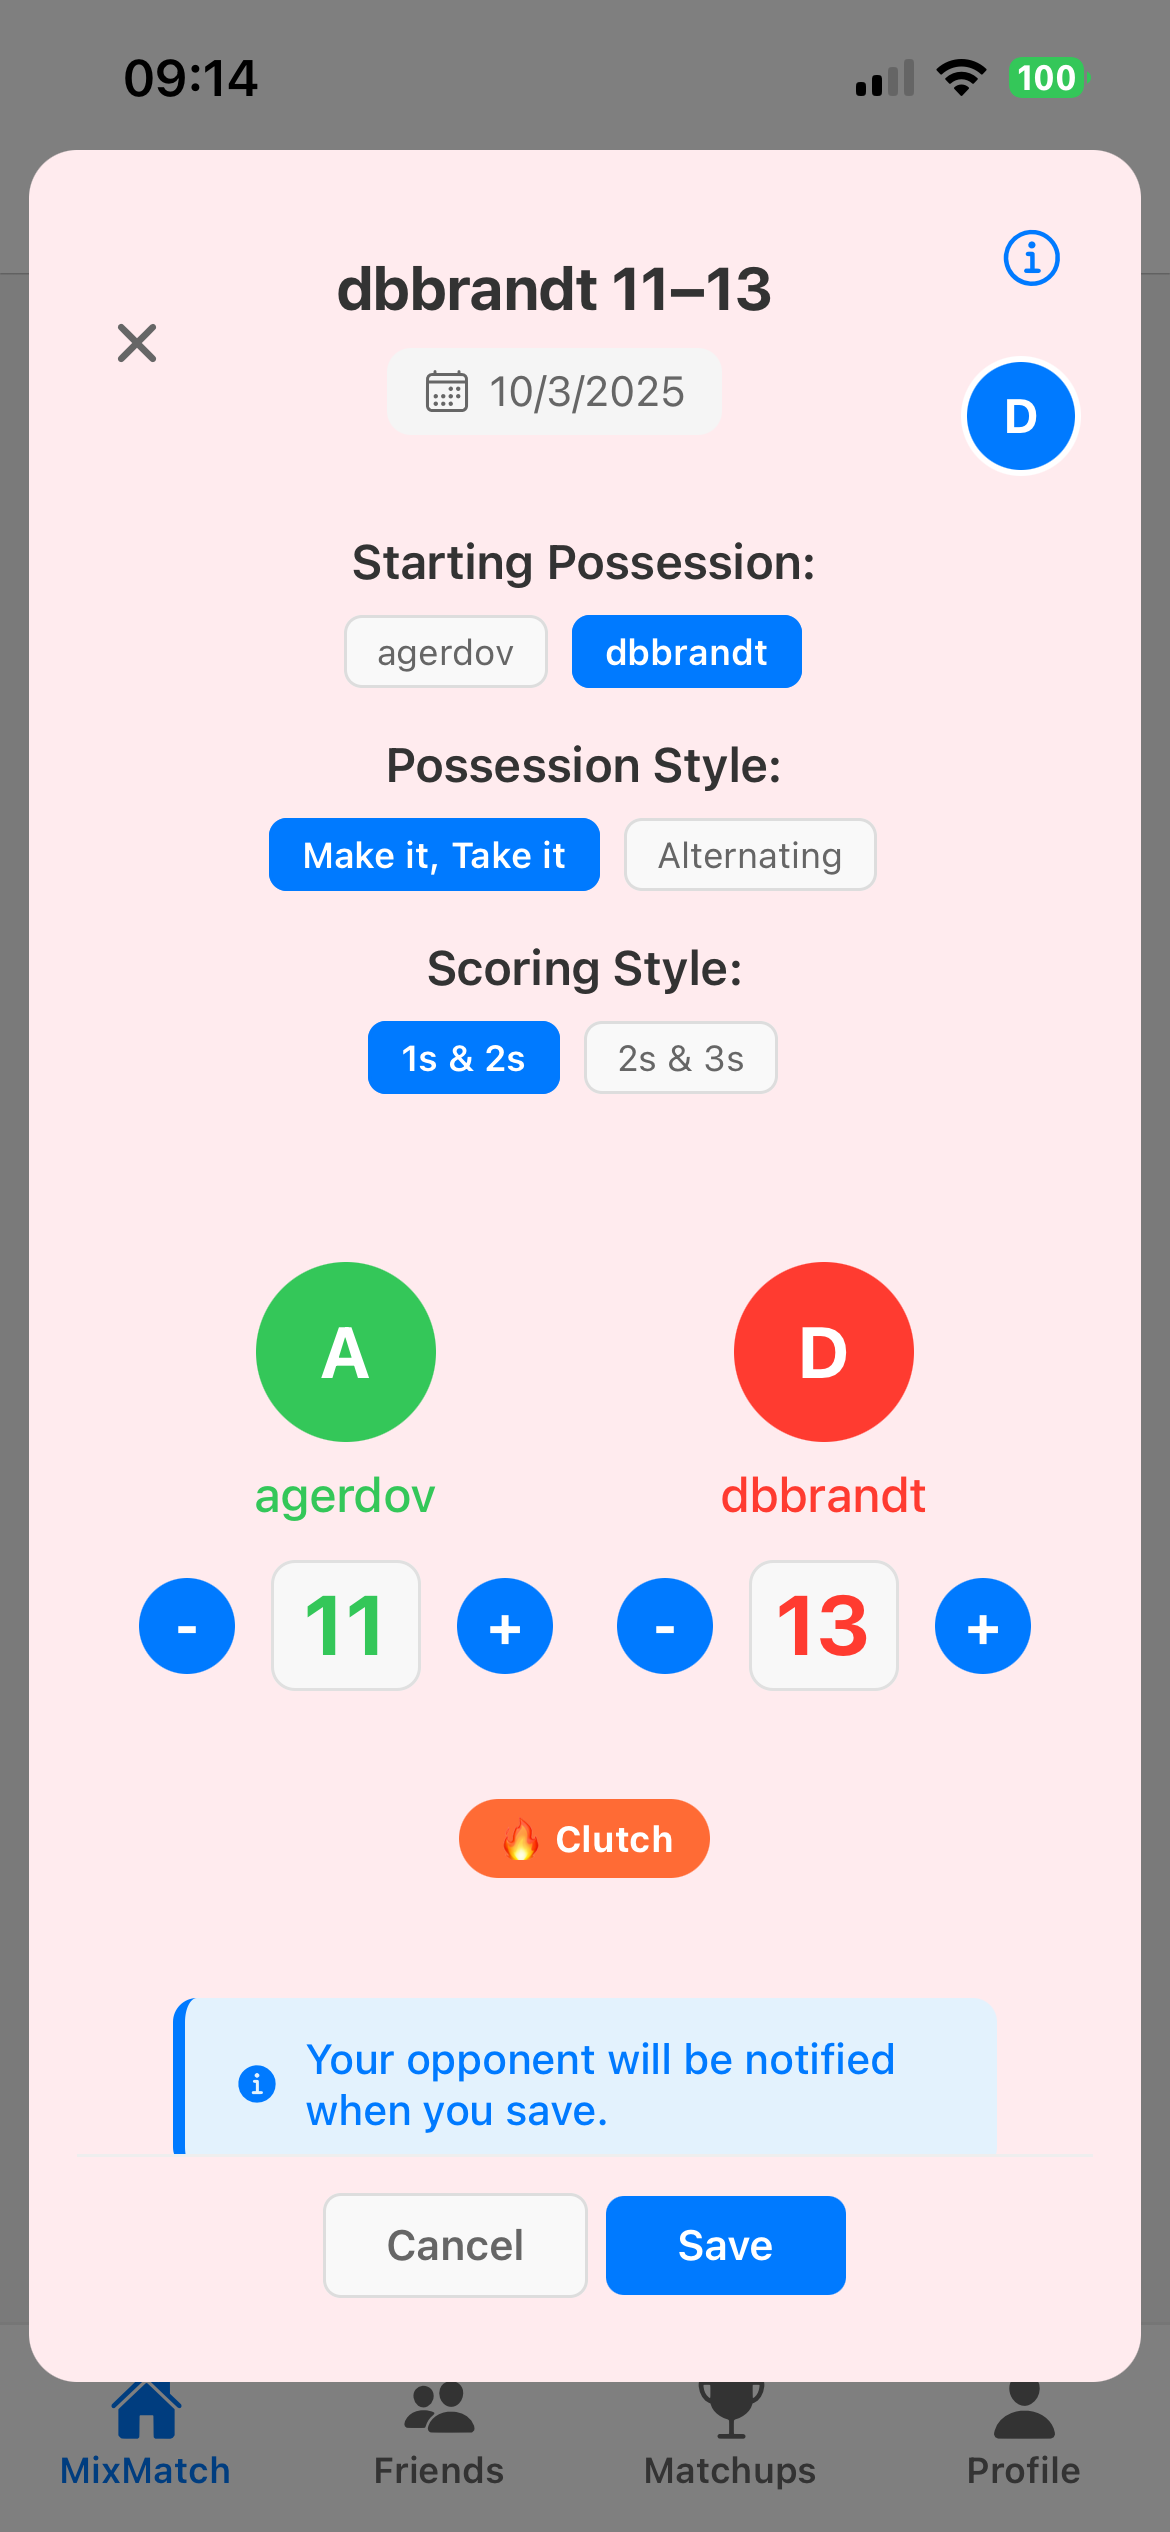 09:14
100
dbbrandt 11–13
10/3/2025
D
Starting Possession:
agerdov
dbbrandt
Possession Style:
Make it, Take it
Alternating
Scoring Style:
1s & 2s
2s & 3s
A
D
agerdov
dbbrandt
- 11 +
- 13 +
🔥 Clutch
Your opponent will be notified
when you save.
Cancel
Save
MixMatch
Friends
Matchups
Profile